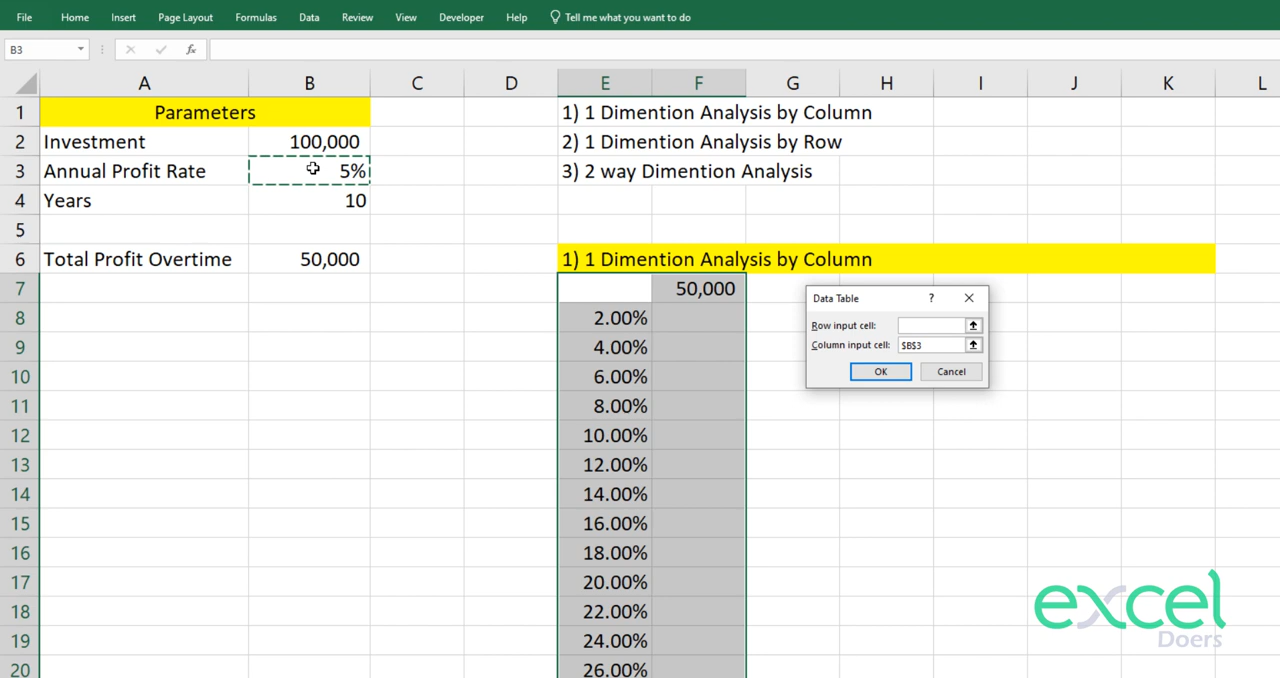 File Home Insert Page Layout Formulas Data Review View Developer Help Tell me what you want to do
B3 fx
A B C D E F G H I J K L
1 Parameters 1) 1 Dimention Analysis by Column
2 Investment 100,000 2) 1 Dimention Analysis by Row
3 Annual Profit Rate 5% 3) 2 way Dimention Analysis
4 Years 10
5
6 Total Profit Overtime 50,000 1) 1 Dimention Analysis by Column
7 50,000
Data Table ? ×
8 2.00%
Row input cell:
9 4.00%
Column input cell: $B$3
10 6.00%
OK Cancel
11 8.00%
12 10.00%
13 12.00%
14 14.00%
15 16.00%
16 18.00%
17 20.00%
18 22.00%
19 24.00%
20 26.00%
excel
Doers